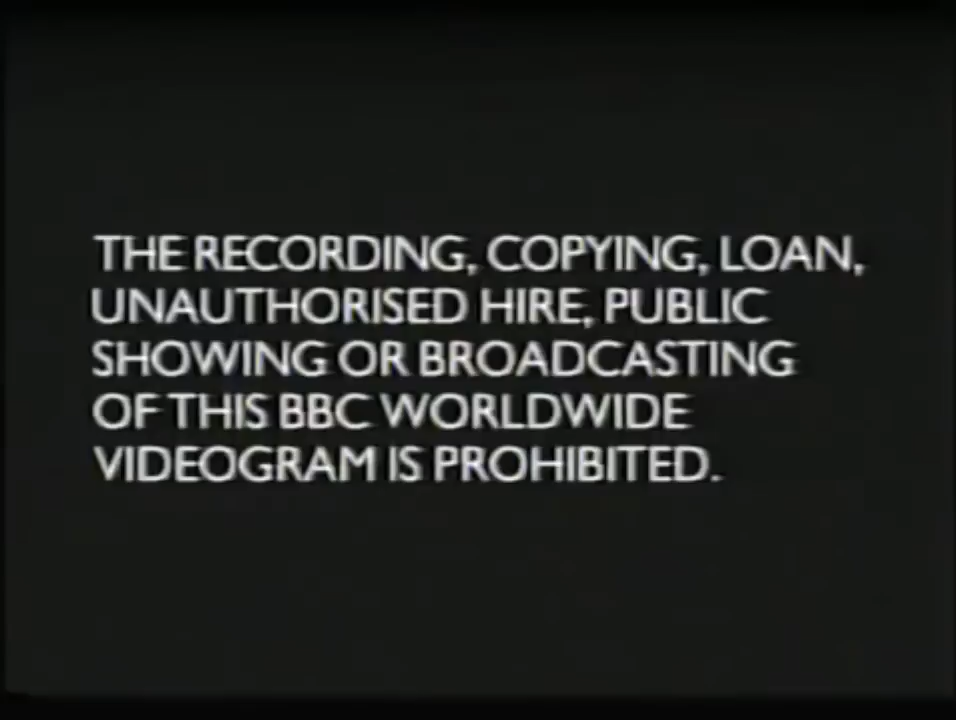 THE RECORDING, COPYING, LOAN,
UNAUTHORISED HIRE, PUBLIC
SHOWING OR BROADCASTING
OF THIS BBC WORLDWIDE
VIDEOGRAM IS PROHIBITED.